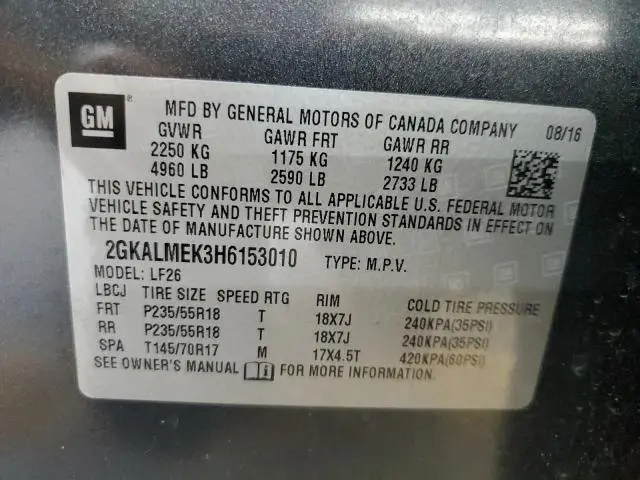 GM ® MFD BY GENERAL MOTORS OF CANADA COMPANY 08/16
GVWR GAWR FRT GAWR RR
2250 KG 1175 KG 1240 KG
4960 LB 2590 LB 2733 LB
THIS VEHICLE CONFORMS TO ALL APPLICABLE U.S. FEDERAL MOTOR
VEHICLE SAFETY AND THEFT PREVENTION STANDARDS IN EFFECT ON
THE DATE OF MANUFACTURE SHOWN ABOVE.
2GKALMEK3H6153010 TYPE: M.P.V.
MODEL: LF26
LBCJ TIRE SIZE SPEED RTG RIM COLD TIRE PRESSURE
FRT P235/55R18 T 18X7J 240KPA(35PSI)
RR P235/55R18 T 18X7J 240KPA(35PSI)
SPA T145/70R17 M 17X4.5T 420KPA(60PSI)
SEE OWNER'S MANUAL FOR MORE INFORMATION.